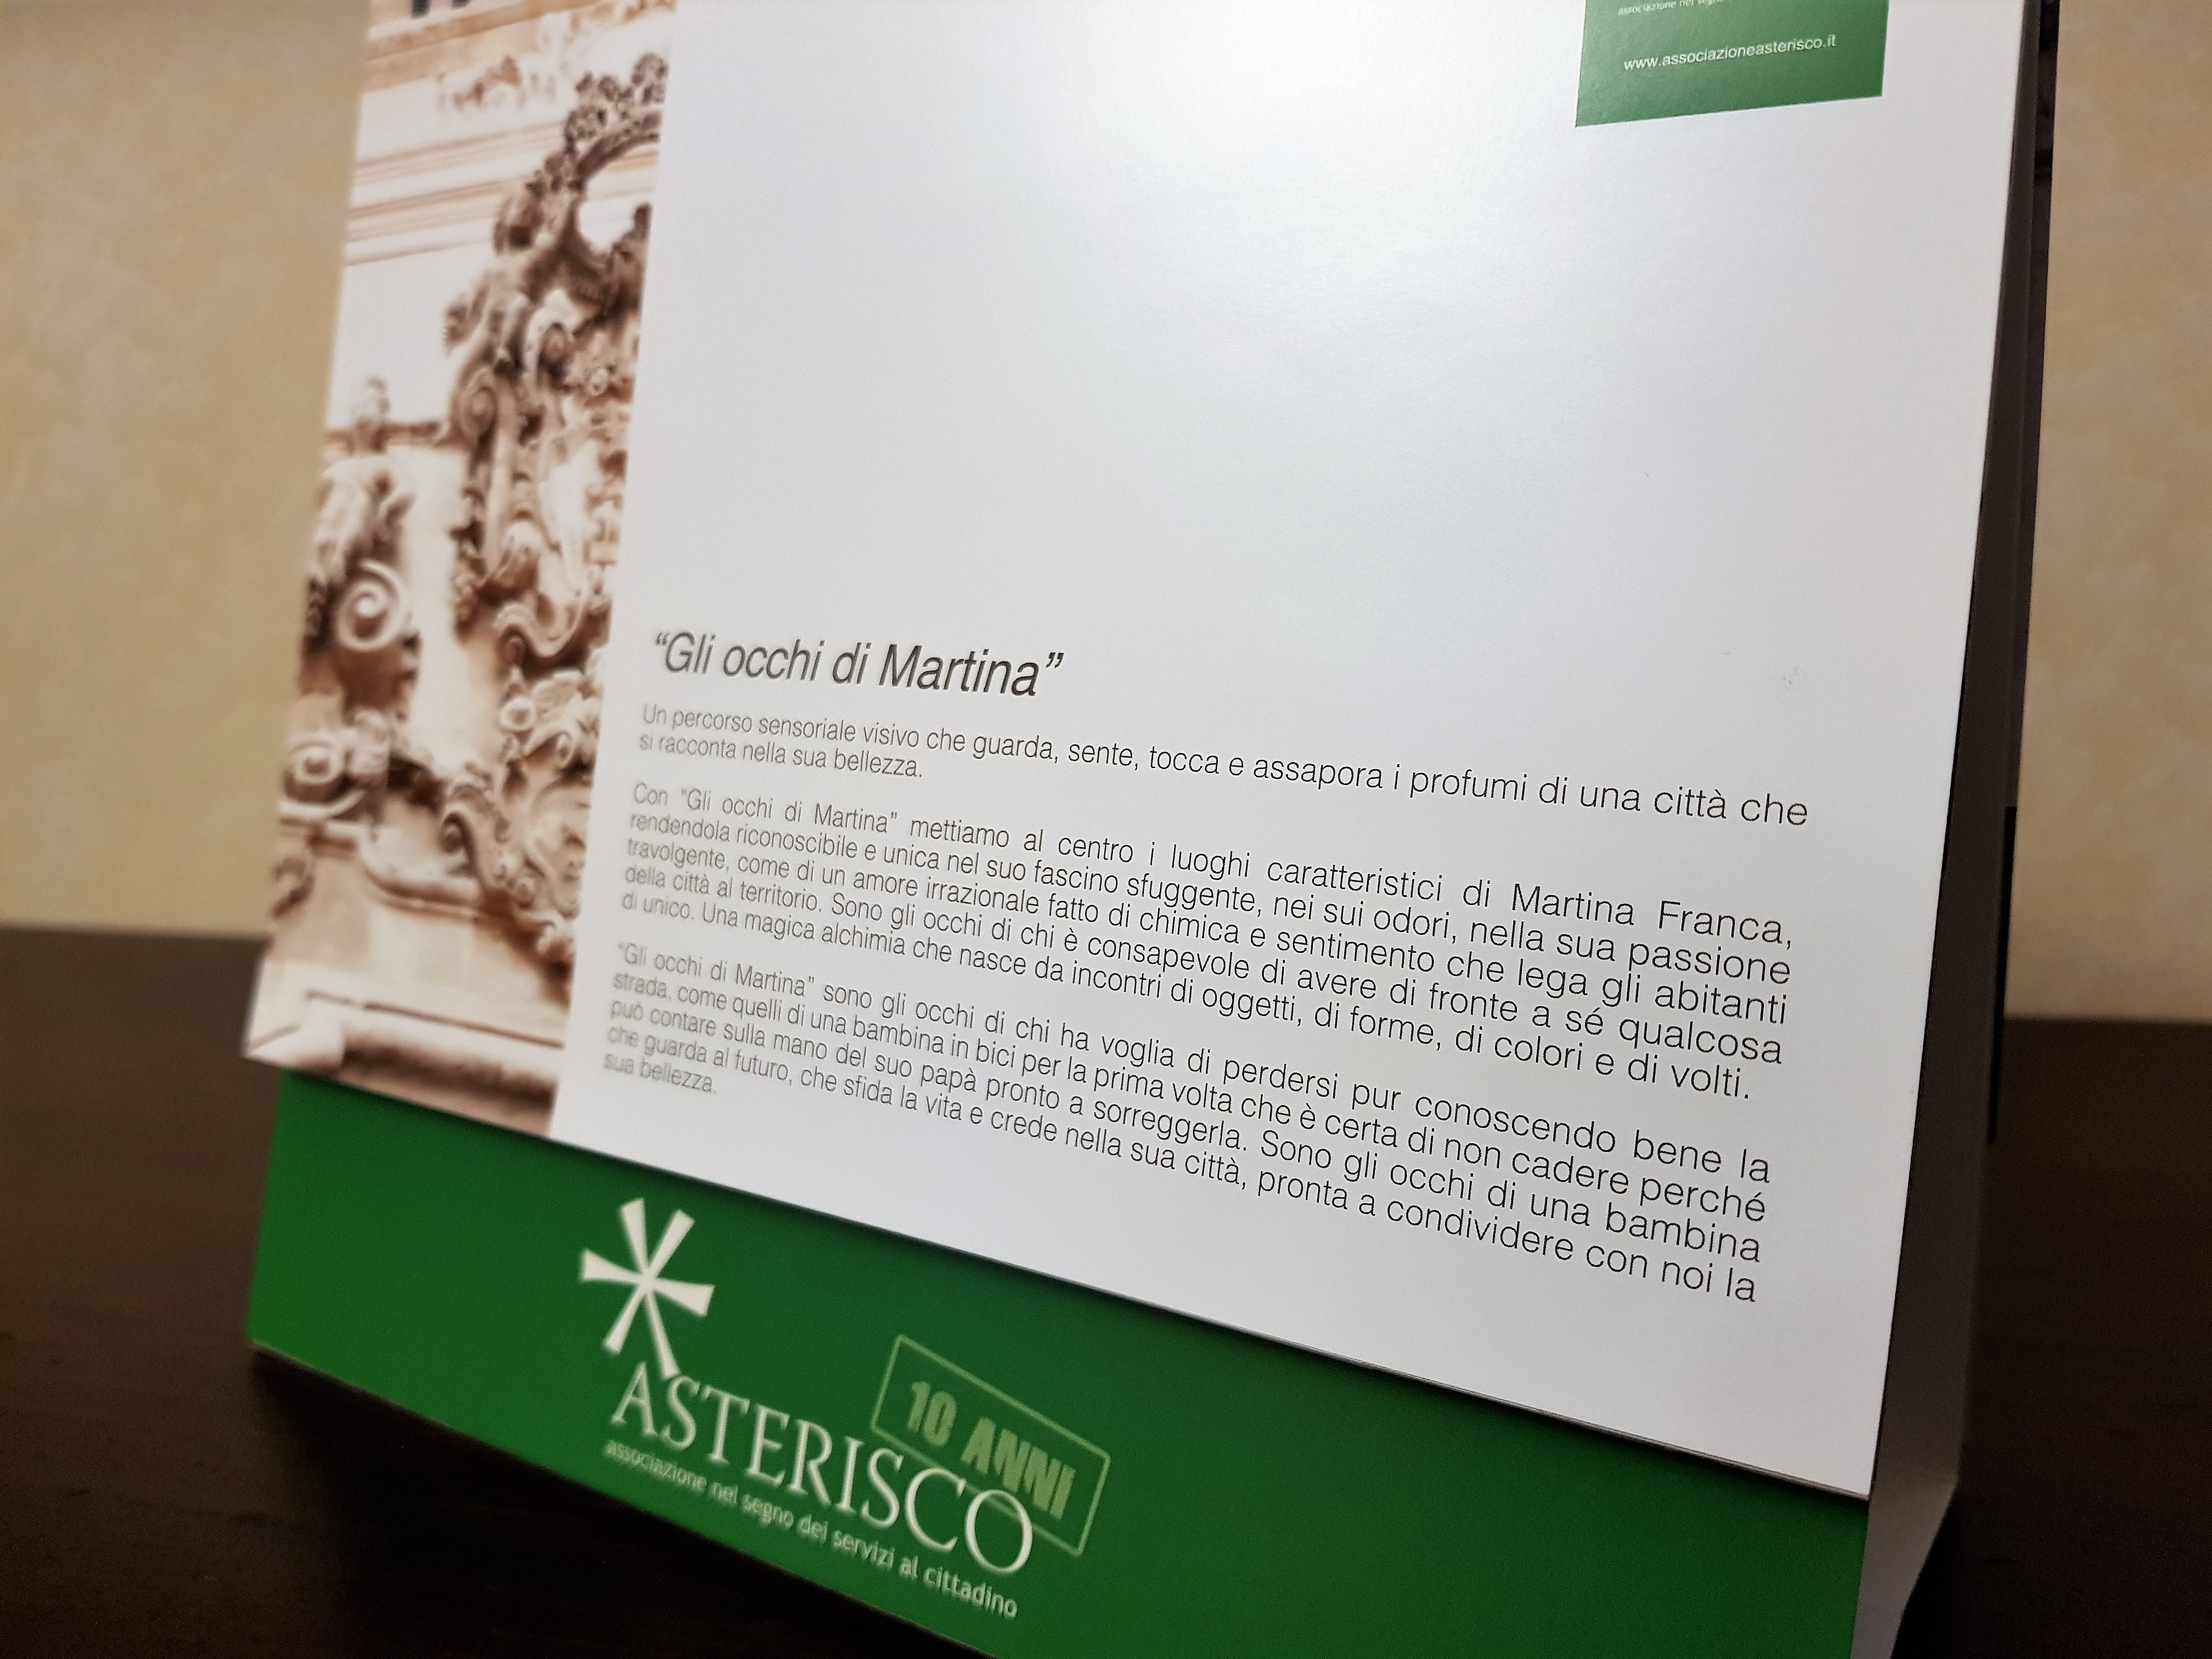 associazione nel segno
www.associazioneasterisco.it
“Gli occhi di Martina”
Un percorso sensoriale visivo che guarda, sente, tocca e assapora i profumi di una città che
si racconta nella sua bellezza.
Con “Gli occhi di Martina” mettiamo al centro i luoghi caratteristici di Martina Franca,
rendendola riconoscibile e unica nel suo fascino sfuggente, nei sui odori, nella sua passione
travolgente, come di un amore irrazionale fatto di chimica e sentimento che lega gli abitanti
della città al territorio. Sono gli occhi di chi è consapevole di avere di fronte a sé qualcosa
di unico. Una magica alchimia che nasce da incontri di oggetti, di forme, di colori e di volti.
“Gli occhi di Martina” sono gli occhi di chi ha voglia di perdersi pur conoscendo bene la
strada, come quelli di una bambina in bici per la prima volta che è certa di non cadere perché
può contare sulla mano del suo papà pronto a sorreggerla. Sono gli occhi di una bambina
che guarda al futuro, che sfida la vita e crede nella sua città, pronta a condividere con noi la
sua bellezza.
10 ANNI
ASTERISCO
associazione nel segno dei servizi al cittadino